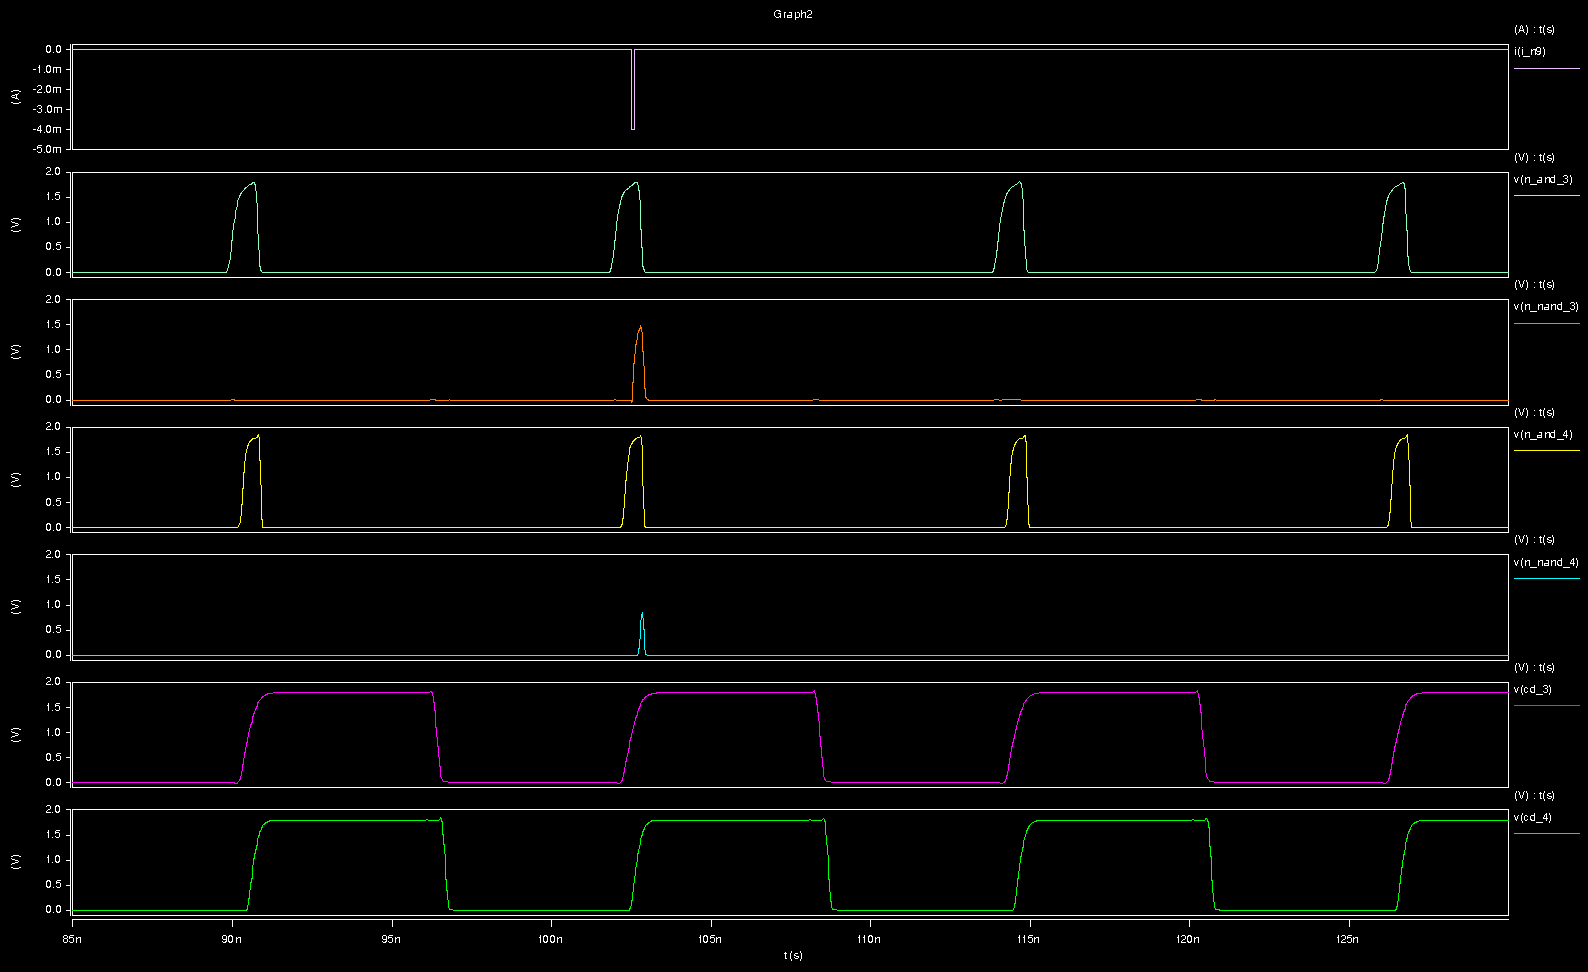 Graph2
(A) : t(s)
0.0
i(i_n9)
-1.0m
-2.0m
(A)
-3.0m
-4.0m
-5.0m
(V) : t(s)
2.0
v(n_and_3)
1.5
(V)
1.0
0.5
0.0
(V) : t(s)
2.0
v(n_nand_3)
1.5
(V)
1.0
0.5
0.0
(V) : t(s)
2.0
v(n_and_4)
1.5
(V)
1.0
0.5
0.0
(V) : t(s)
2.0
v(n_nand_4)
1.5
(V)
1.0
0.5
0.0
(V) : t(s)
2.0
v(cd_3)
1.5
(V)
1.0
0.5
0.0
(V) : t(s)
2.0
v(cd_4)
1.5
(V)
1.0
0.5
0.0
85n 90n 95n 100n 105n 110n 115n 120n 125n
t(s)